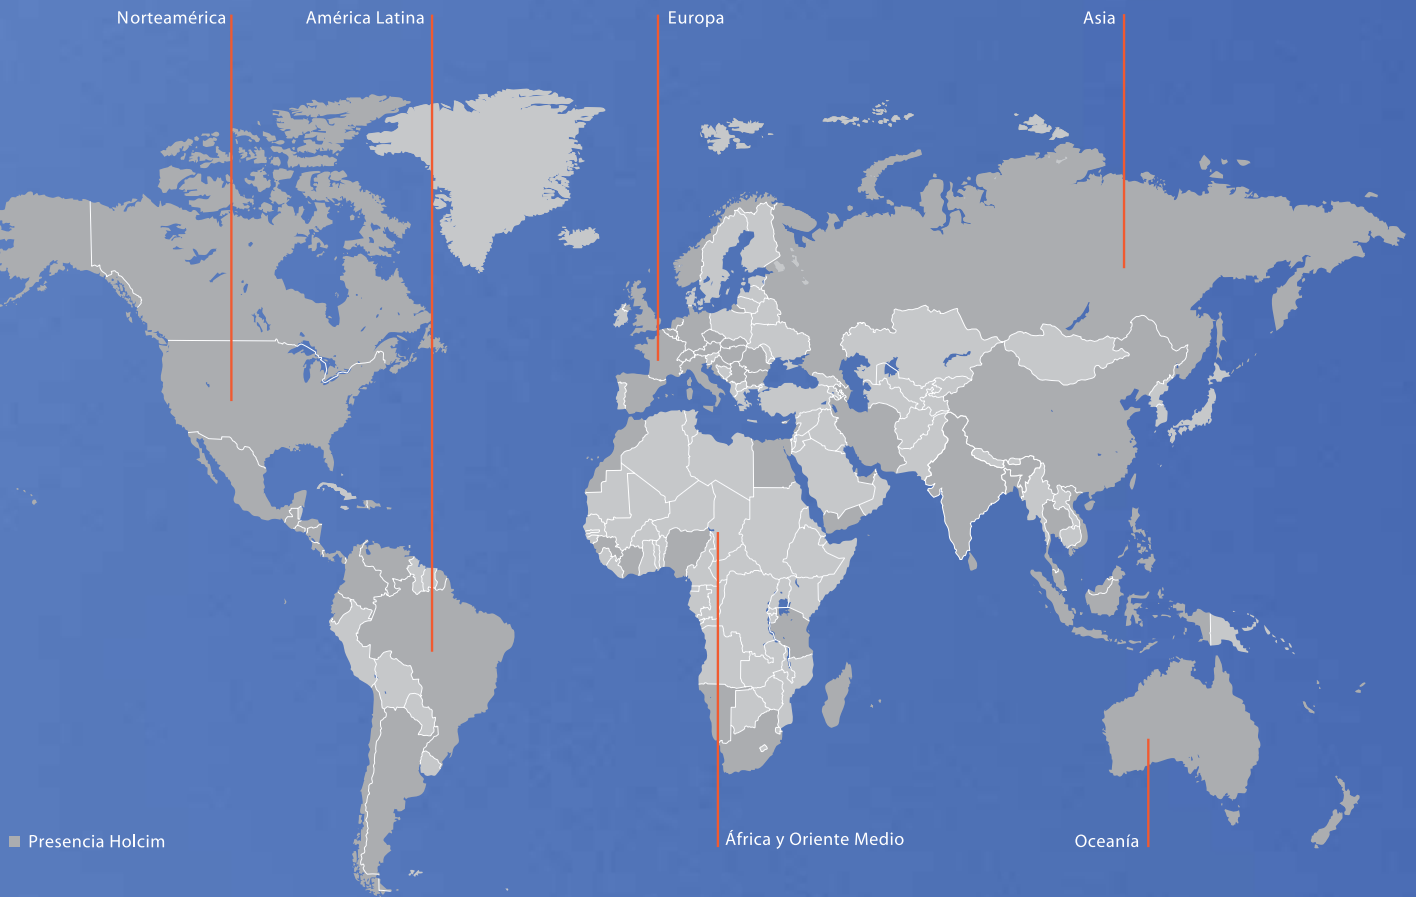 Norteamérica
América Latina
Europa
Asia
Presencia Holcim
África y Oriente Medio
Oceanía